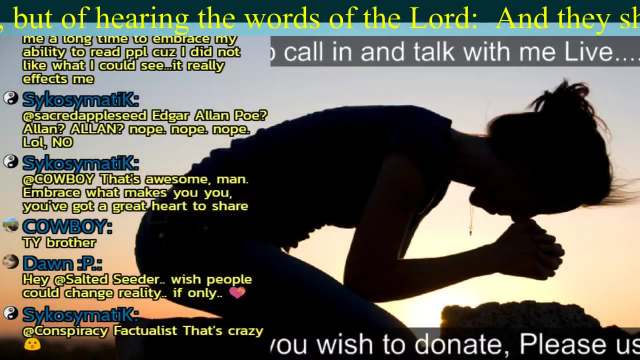 , but of hearing the words of the Lord:  And they sh
me a long time to embrace my
ability to read ppl cuz I did not
like what I could see...it really
effects me
SykosymatiK:
@sacredappleseed Edgar Allan Poe?
Allan? ALLAN? nope. nope. nope.
Lol, NO
SykosymatiK:
@COWBOY That's awesome, man.
Embrace what makes you you,
you've got a great heart to share
COWBOY:
TY brother
Dawn :P.:
Hey @Salted Seeder.. wish people
could change reality.. if only.. 💝
SykosymatiK:
@Conspiracy Factualist That's crazy
😮
call in and talk with me Live....
you wish to donate, Please us